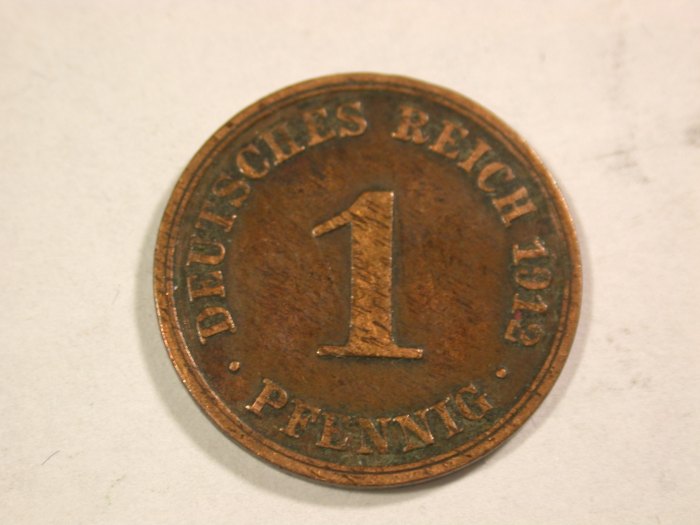 DEUTSCHES REICH 1912
1
· PFENNIG ·